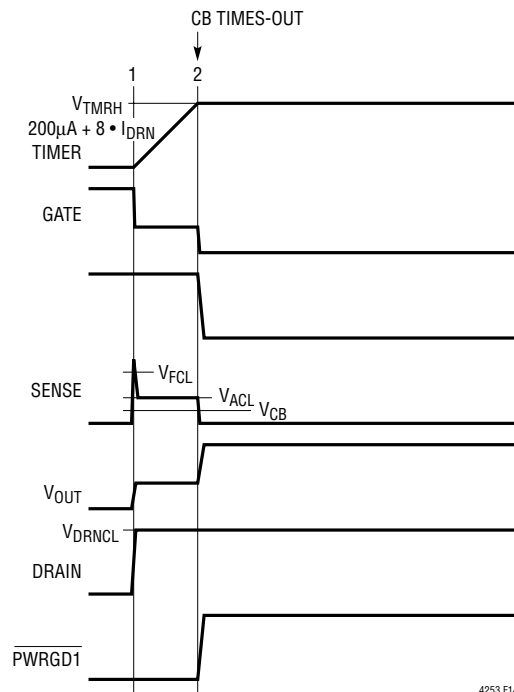 CB TIMES-OUT
1 2
V_TMRH
200µA + 8 • I_DRN
TIMER
GATE
V_FCL
SENSE
V_ACL
V_CB
V_OUT
V_DRNCL
DRAIN
PWRGD1